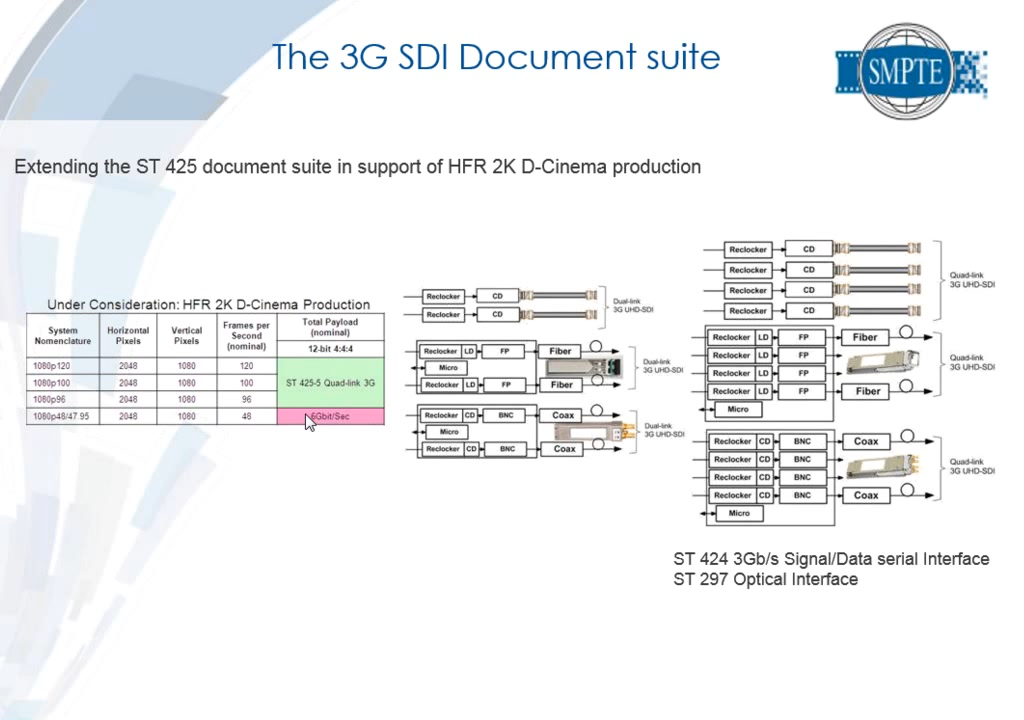 The 3G SDI Document suite
SMPTE
Extending the ST 425 document suite in support of HFR 2K D-Cinema production
Under Consideration: HFR 2K D-Cinema Production
System Nomenclature Horizontal Pixels Vertical Pixels Frames per Second (nominal) Total Payload (nominal)
12-bit 4:4:4
1080p120 2048 1080 120
1080p100 2048 1080 100 ST 425-5 Quad-link 3G
1080p96 2048 1080 96
1080p48/47.95 2048 1080 48 6Gbit/Sec
Reclocker CD
Reclocker CD
Dual-link
3G UHD-SDI
Reclocker LD FP Fiber
Micro
Reclocker LD FP Fiber
Dual-link
3G UHD-SDI
Reclocker CD BNC Coax
Micro
Reclocker CD BNC Coax
Dual-link
3G UHD-SDI
Reclocker CD
Reclocker CD
Reclocker CD
Reclocker CD
Quad-link
3G UHD-SDI
Reclocker LD FP Fiber
Reclocker LD FP
Reclocker LD FP
Reclocker LD FP Fiber
Micro
Quad-link
3G UHD-SDI
Reclocker CD BNC Coax
Reclocker CD BNC
Reclocker CD BNC
Reclocker CD BNC Coax
Micro
Quad-link
3G UHD-SDI
ST 424 3Gb/s Signal/Data serial Interface
ST 297 Optical Interface